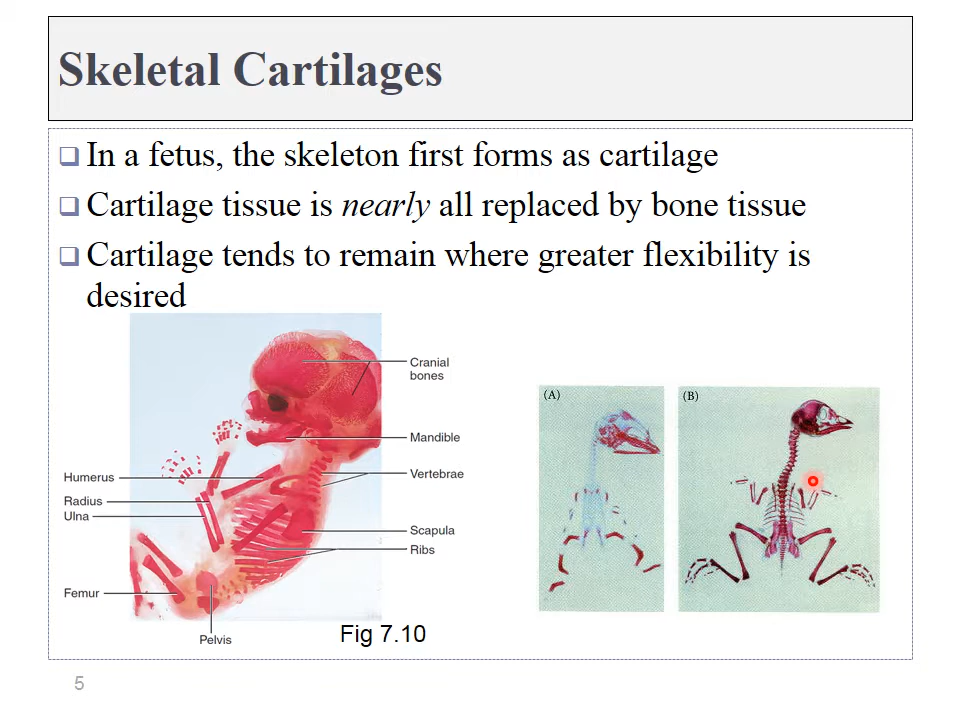 Skeletal Cartilages
In a fetus, the skeleton first forms as cartilage
Cartilage tissue is nearly all replaced by bone tissue
Cartilage tends to remain where greater flexibility is
desired
Cranial
bones
Mandible
Humerus
Vertebrae
Radius
Ulna
Scapula
Ribs
Femur
Pelvis
Fig 7.10
(A)
(B)
5